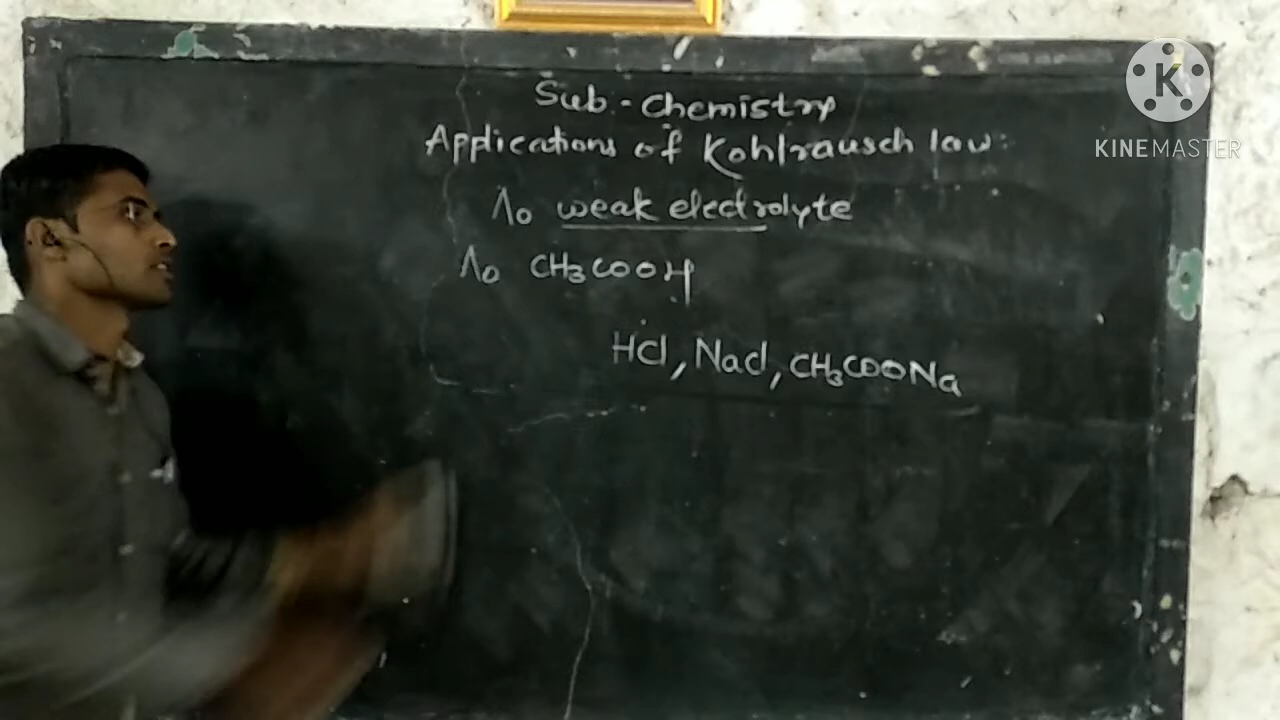 Sub - Chemistry
Applications of Kohlrausch law:
Λo weak electrolyte
Λo CH3COOH
HCl, NaCl, CH3COONa
K
KINEMASTER